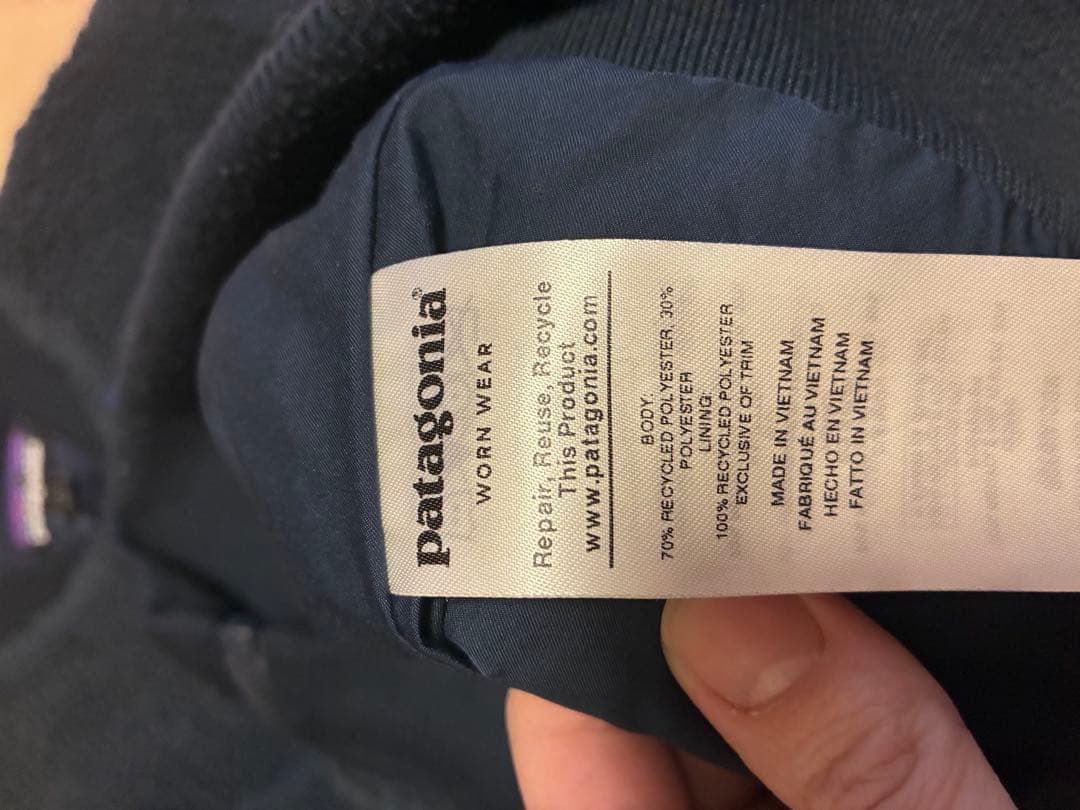 patagonia®
WORN WEAR
Repair, Reuse, Recycle
This Product
www.patagonia.com
BODY:
70% RECYCLED POLYESTER, 30%
POLYESTER
LINING:
100% RECYCLED POLYESTER
EXCLUSIVE OF TRIM
MADE IN VIETNAM
FABRIQUÉ AU VIETNAM
HECHO EN VIETNAM
FATTO IN VIETNAM